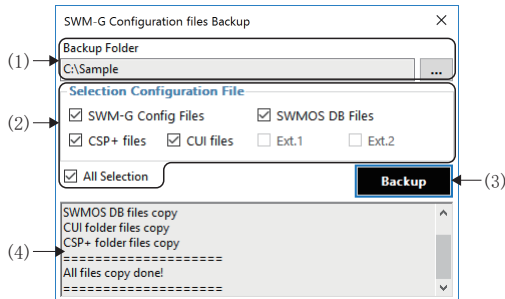 SWM-G Configuration files Backup
Backup Folder
(1)
C:\Sample
...
Selection Configuration File
(2)
SWM-G Config Files SWMOS DB Files
CSP+ files CUI files Ext.1 Ext.2
All Selection
Backup
(3)
SWMOS DB files copy
CUI folder files copy
CSP+ folder files copy
(4)
====================
All files copy done!
====================